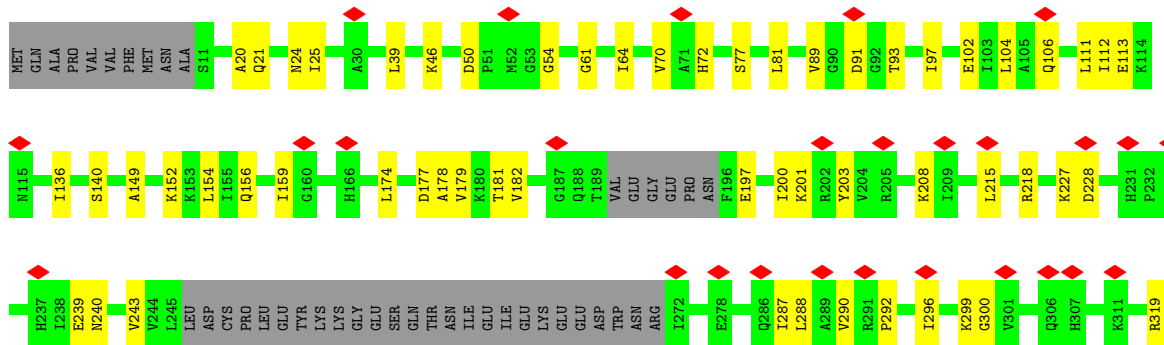 MET GLN ALA PRO VAL VAL PHE MET ASN ALA S11 A20 Q21 N24 I25 A30 L39 K46 D50 P51 M52 G53 G54 G61 I64 V70 A71 H72 S77 L81 V89 G90 D91 G92 T93 I97 E102 I103 L104 A105 Q106 L111 I112 E113 K114
N115 I136 S140 A149 K152 K153 L154 I155 Q156 I159 G160 H166 L174 D177 A178 V179 K180 T181 V182 G187 Q188 T189 VAL GLU GLY GLU PRO ASN F196 E197 I200 K201 R202 Y203 V204 R205 K208 I209 L215 R218 K227 D228 H231 P232
H237 I238 E239 N240 V243 V244 L245 LEU ASP CYS PRO LEU GLU TYR LYS LYS GLY GLU SER GLN THR ASN ILE GLU ILE GLU LYS GLU GLU ASP TRP ASN ARG I272 E278 Q286 I287 L288 A289 V290 R291 P292 I296 K299 G300 V301 Q306 H307 K311 R319